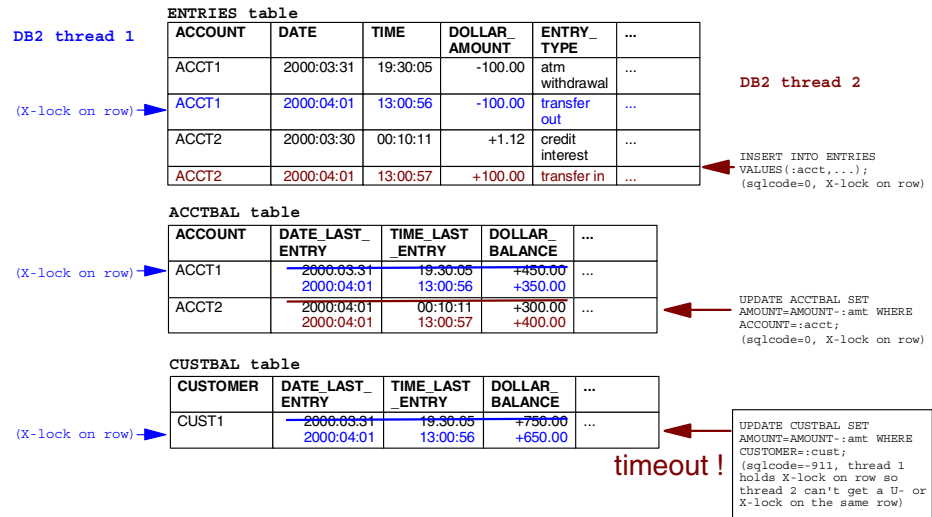 ENTRIES table
DB2 thread 1
ACCOUNT DATE TIME DOLLAR_ ENTRY_ ...
AMOUNT TYPE
ACCT1 2000:03:31 19:30:05 -100.00 atm ...
withdrawal
DB2 thread 2
(X-lock on row)
ACCT1 2000:04:01 13:00:56 -100.00 transfer ...
out
ACCT2 2000:03:30 00:10:11 +1.12 credit ...
interest
ACCT2 2000:04:01 13:00:57 +100.00 transfer in ...
INSERT INTO ENTRIES
VALUES(:acct,...);
(sqlcode=0, X-lock on row)
ACCTBAL table
ACCOUNT DATE_LAST_ TIME_LAST DOLLAR_ ...
ENTRY _ENTRY BALANCE
(X-lock on row)
ACCT1 2000:03:31 19:30:05 +450.00 ...
2000:04:01 13:00:56 +350.00
ACCT2 2000:04:01 00:10:11 +300.00 ...
2000:04:01 13:00:57 +400.00
UPDATE ACCTBAL SET
AMOUNT=AMOUNT-:amt WHERE
ACCOUNT=:acct;
(sqlcode=0, X-lock on row)
CUSTBAL table
CUSTOMER DATE_LAST_ TIME_LAST DOLLAR_ ...
ENTRY _ENTRY BALANCE
(X-lock on row)
CUST1 2000:03:31 19:30:05 +750.00 ...
2000:04:01 13:00:56 +650.00
timeout !
UPDATE CUSTBAL SET
AMOUNT=AMOUNT-:amt WHERE
CUSTOMER=:cust;
(sqlcode=-911, thread 1
holds X-lock on row so
thread 2 can't get a U- or
X-lock on the same row)